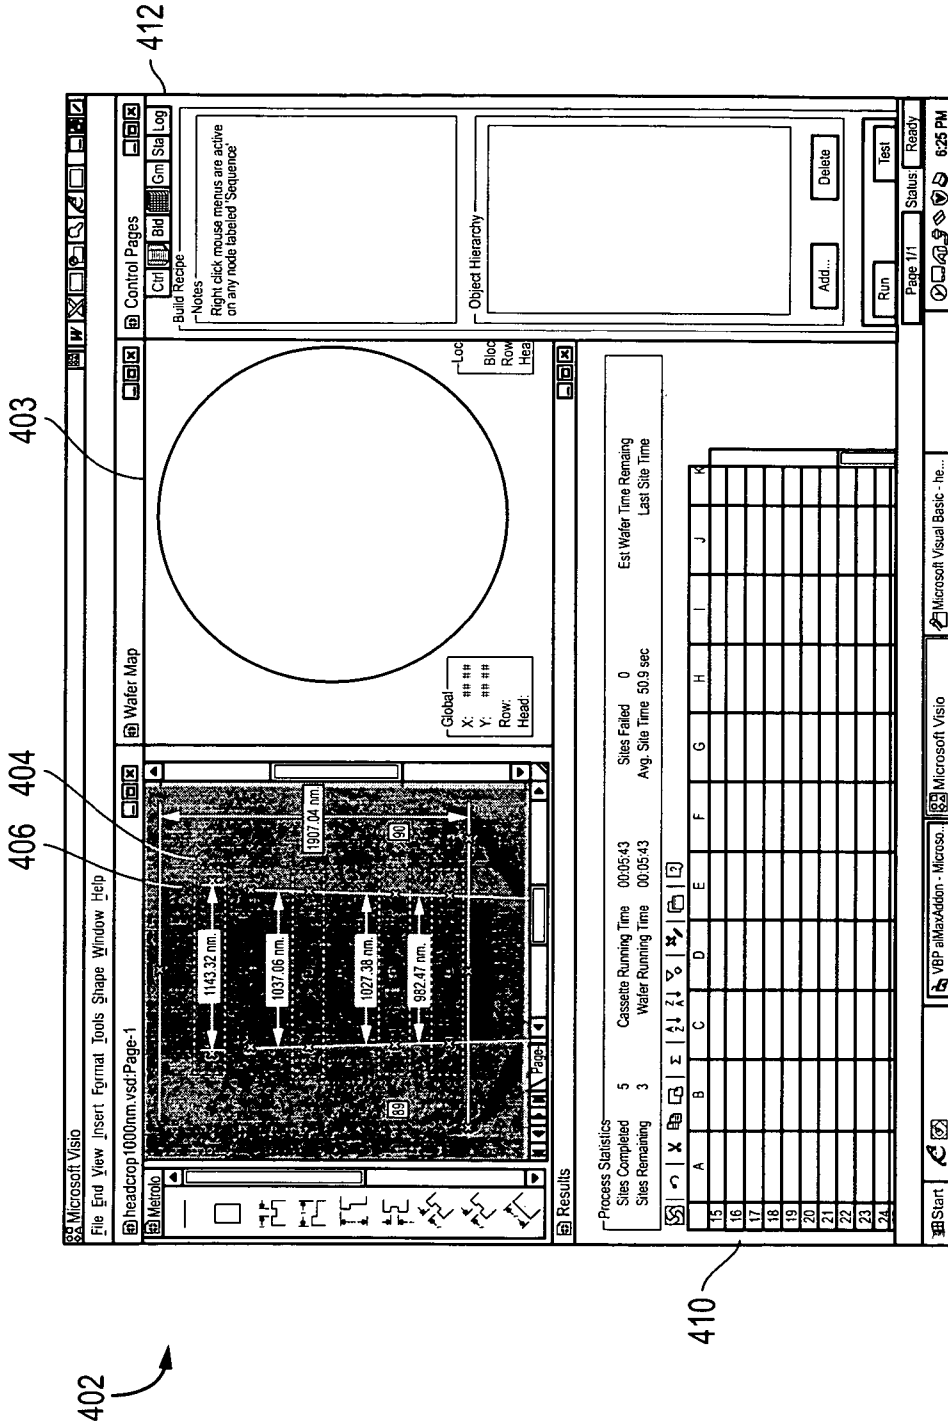 402
Microsoft Visio
File End View Insert Format Tools Shape Window Help
headcrop1000nm.vsd:Page-1
Metrolo
1143.32 nm.
1037.06 nm.
1027.38 nm.
982.47 nm.
1907.04 nm.
89
90
Page-
406
404
Wafer Map
403
Global
X: ## ##
Y: ## ##
Row:
Head:
Loc
Bloc
Row
Hea
Control Pages
412
Ctrl Bld Gm Sta Log
Build Recipe
Notes
Right click mouse menus are active
on any node labeled 'Sequence'
Object Hierarchy
Add... Delete
Run Test
Results
Process Statistics
Sites Completed 5 Cassette Running Time 00:05:43 Sites Failed 0 Est Wafer Time Remaing
Sites Remaining 3 Wafer Running Time 00:05:43 Avg. Site Time 50.9 sec Last Site Time
410
A B C D E F G H I J K
15
16
17
18
19
20
21
22
23
24
Page 1/1 Status: Ready
Start VBP alMaxAddon - Microso... Microsoft Visio Microsoft Visual Basic - he... 6:25 PM